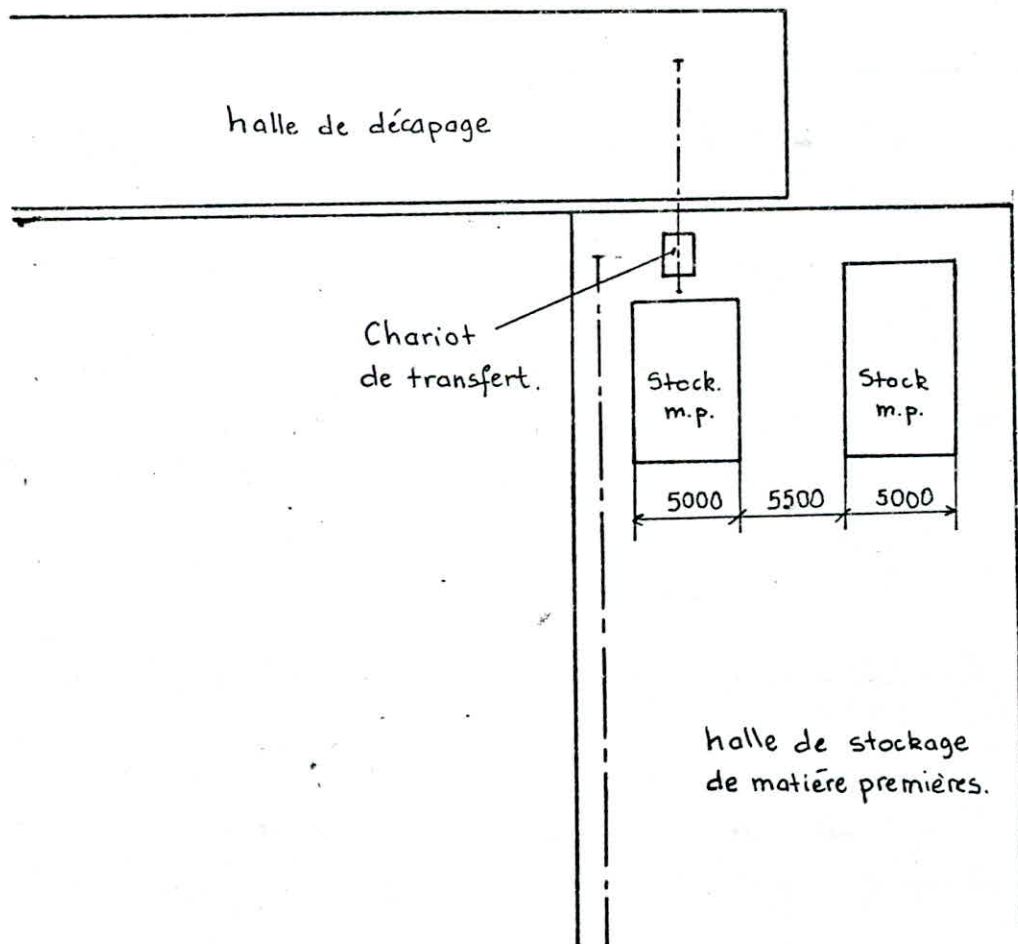 halle de décapage
Chariot
de transfert.
Stock.
m.p.
Stock
m.p.
5000 5500 5000
halle de stockage
de matiére premières.